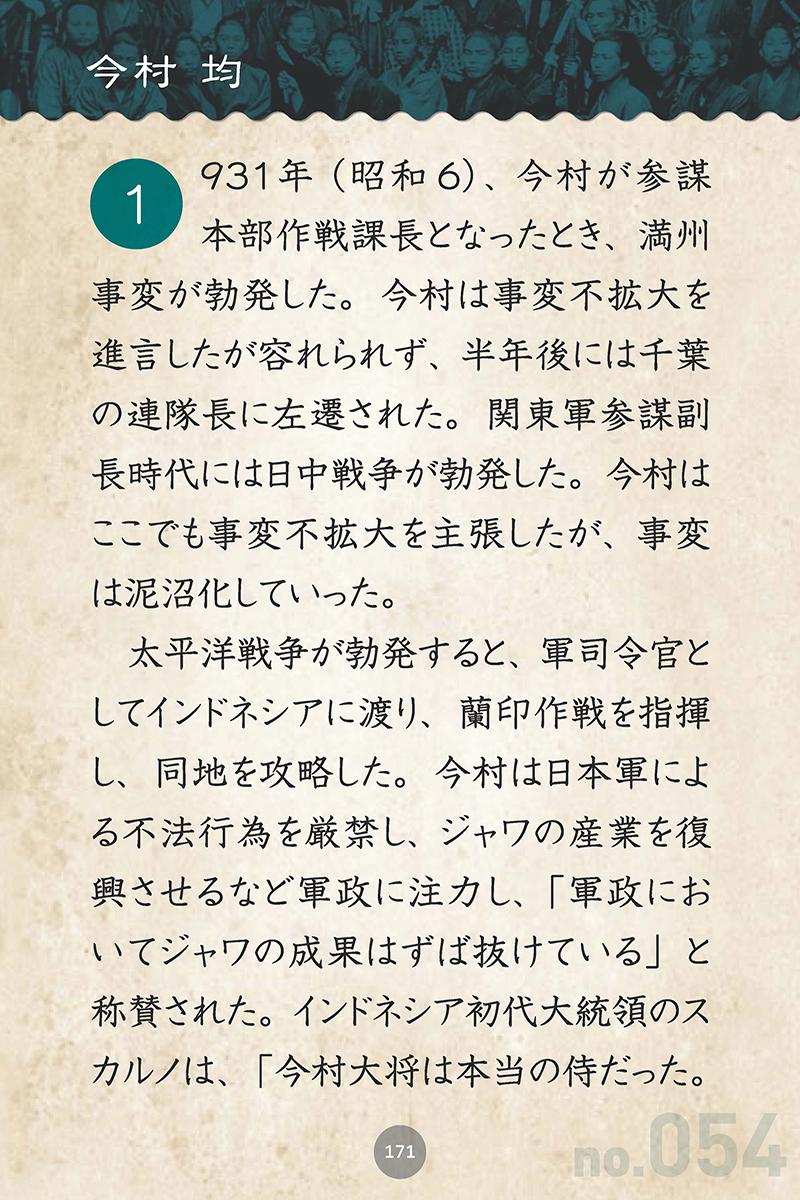 今村 均
1
931年（昭和6）、今村が参謀
本部作戦課長となったとき、満州
事変が勃発した。今村は事変不拡大を
進言したが容れられず、半年後には千葉
の連隊長に左遷された。関東軍参謀副
長時代には日中戦争が勃発した。今村は
ここでも事変不拡大を主張したが、事変
は泥沼化していった。
太平洋戦争が勃発すると、軍司令官と
してインドネシアに渡り、蘭印作戦を指揮
し、同地を攻略した。今村は日本軍によ
る不法行為を厳禁し、ジャワの産業を復
興させるなど軍政に注力し、「軍政にお
いてジャワの成果はずば抜けている」と
称賛された。インドネシア初代大統領のス
カルノは、「今村大将は本当の侍だった。
171
no.054